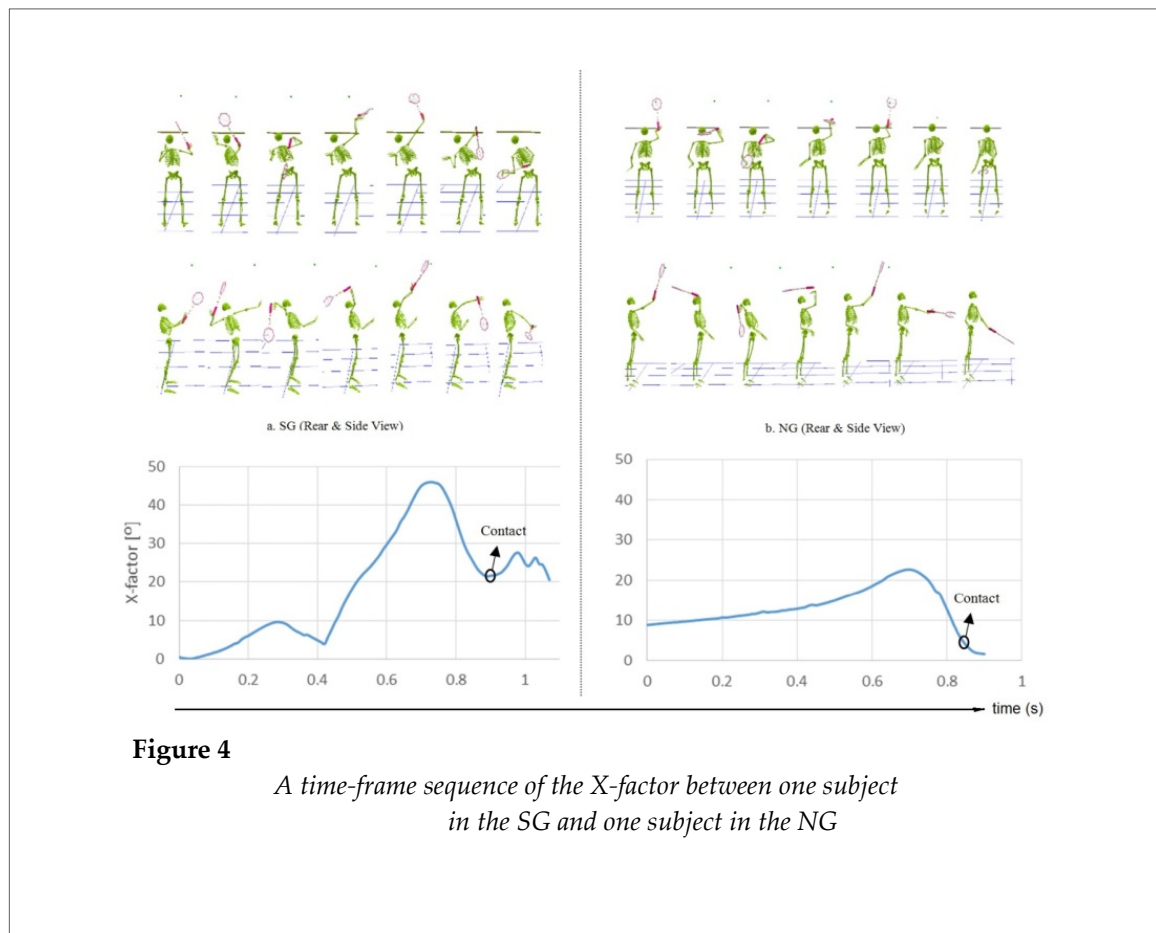 a. SG (Rear & Side View)
b. NG (Rear & Side View)
X-factor [º]
50
40
30
20
10
0
0
0.2
0.4
0.6
0.8
1
Contact
50
40
30
20
10
0
0
0.2
0.4
0.6
0.8
1
Contact
time (s)
Figure 4
A time-frame sequence of the X-factor between one subject
in the SG and one subject in the NG